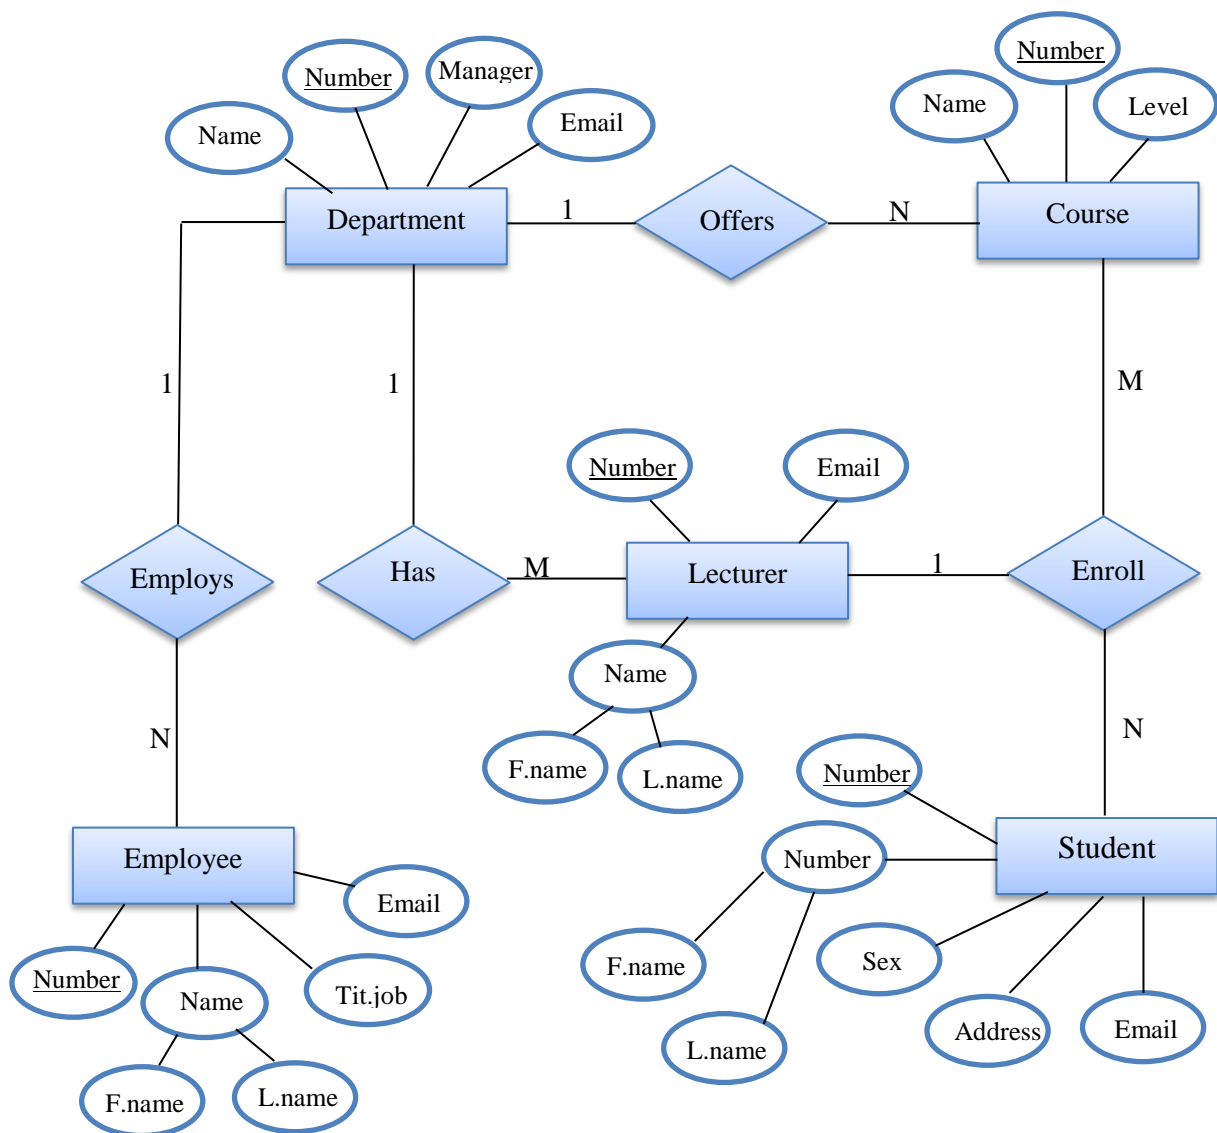 Number
Manager
Number
Name
Email
Name
Level
Department
1
Offers
N
Course
1
1
M
Number
Email
Employs
Has
M
Lecturer
1
Enroll
Name
N
N
F.name
L.name
Number
Employee
Number
Student
Email
F.name
Sex
Number
Name
Tit.job
L.name
Address
Email
F.name
L.name